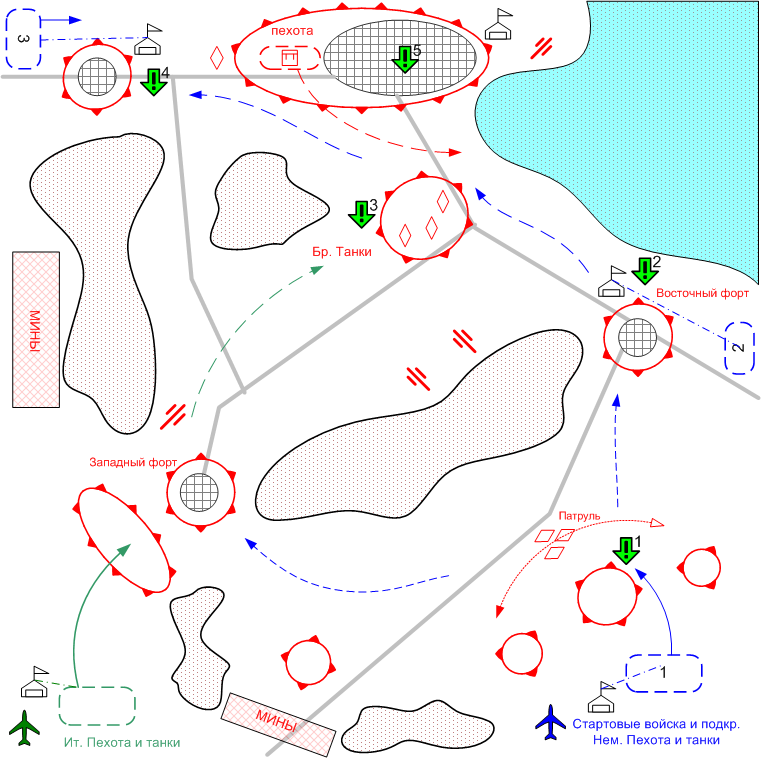 3
пехота
5
4
3
Бр. Танки
2
Восточный форт
МИНЫ
2
Западный форт
Патруль
1
1
МИНЫ
Стартовые войска и подкр.
Нем. Пехота и танки
Ит. Пехота и танки